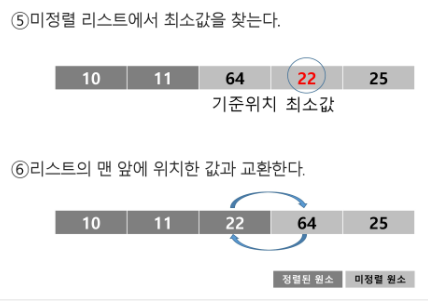 ⑤미정렬 리스트에서 최소값을 찾는다.
10 11 64 22 25
기준위치 최소값
⑥리스트의 맨 앞에 위치한 값과 교환한다.
10 11 22 64 25
정렬된 원소 미정렬 원소